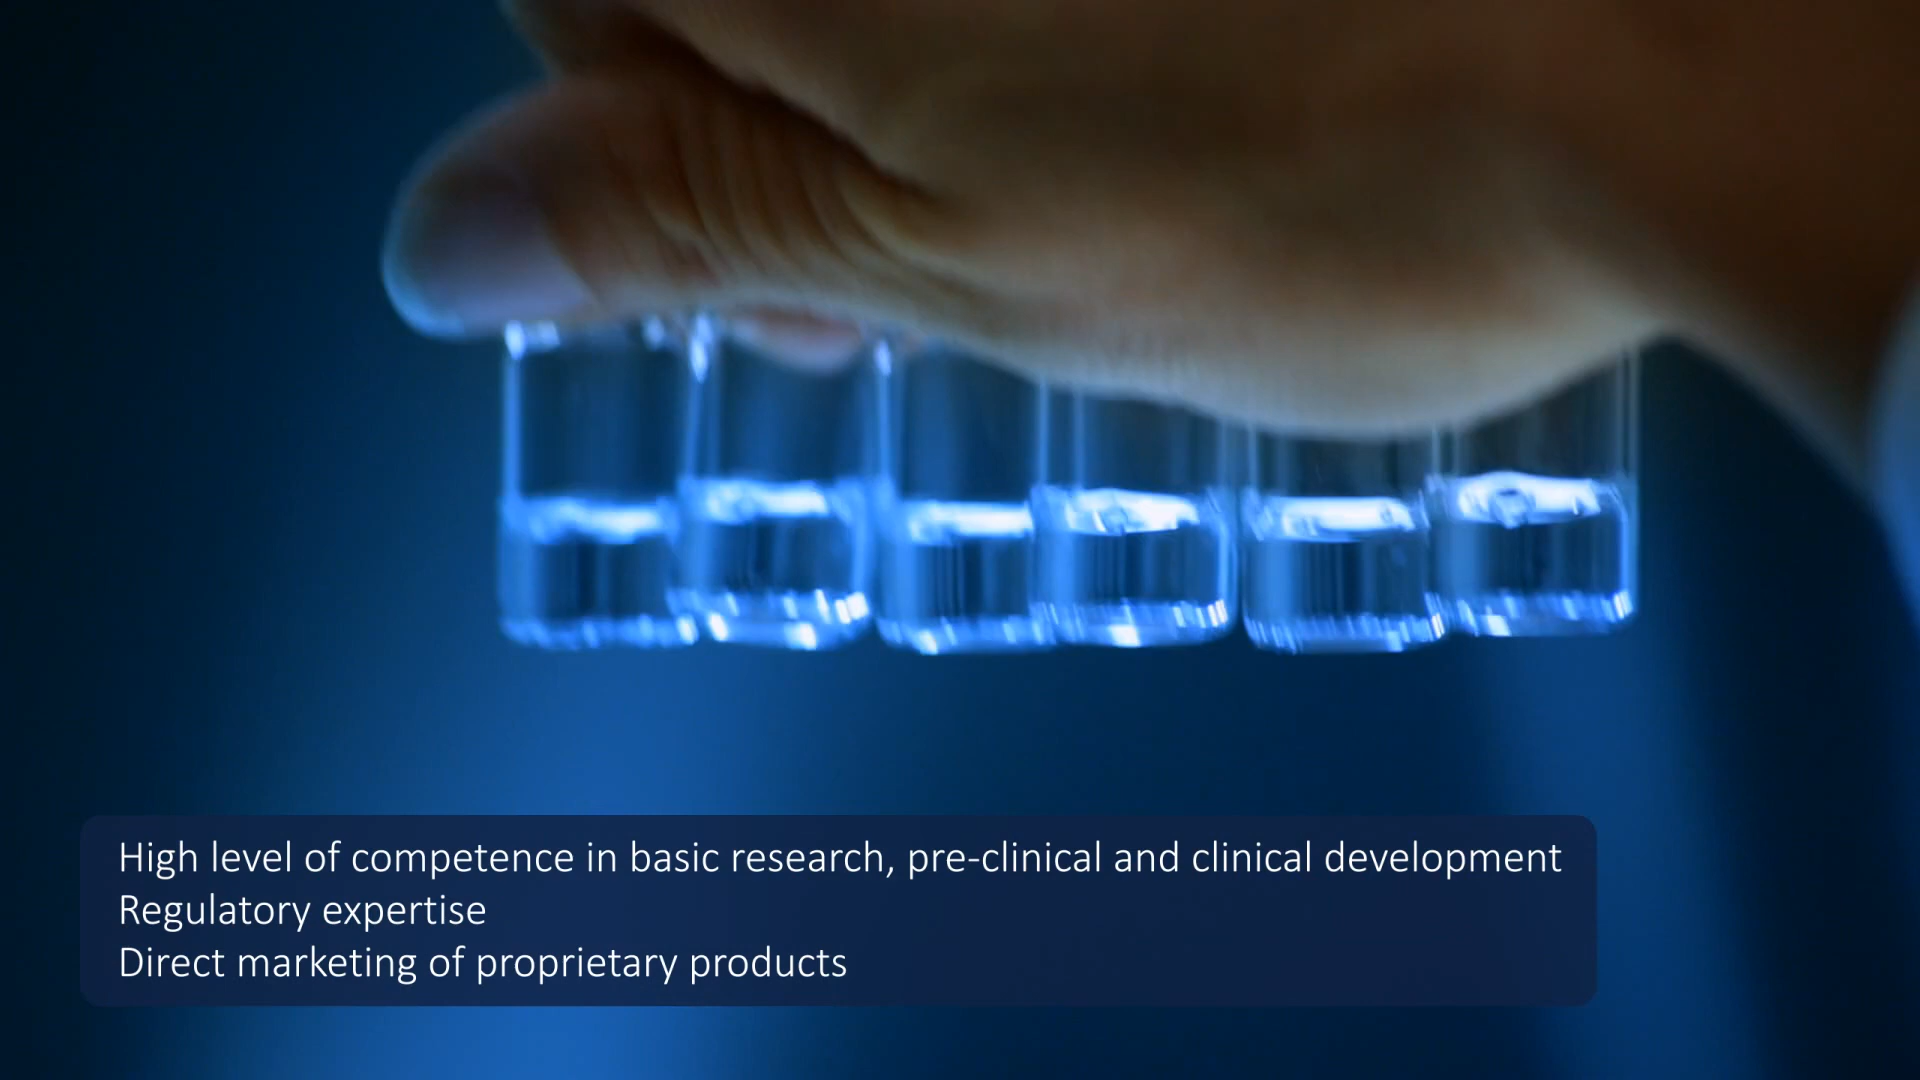 High level of competence in basic research, pre-clinical and clinical development
Regulatory expertise
Direct marketing of proprietary products